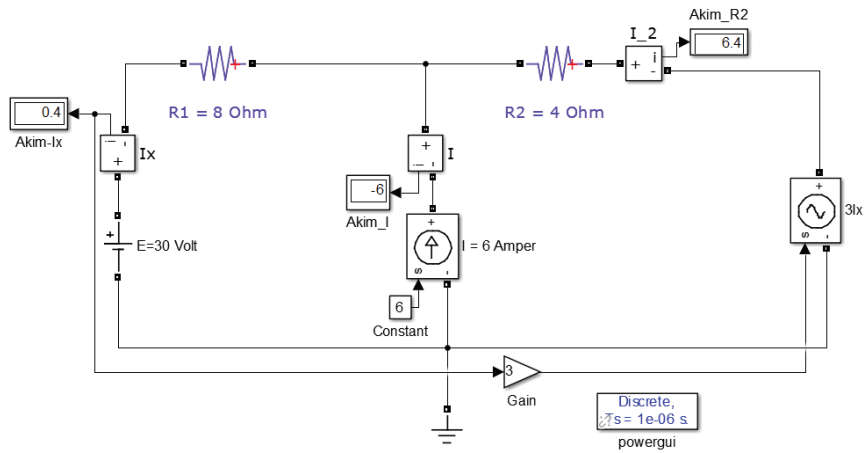 Akim_R2
I_2
6.4
i
+
-
R1 = 8 Ohm
R2 = 4 Ohm
0.4
Akim-Ix
i -
+
Ix
+
i -
I
-6
Akim_I
+
E=30 Volt
+
s -
I = 6 Amper
+
s -
3Ix
6
Constant
3
Gain
Discrete,
Ts = 1e-06 s.
powergui